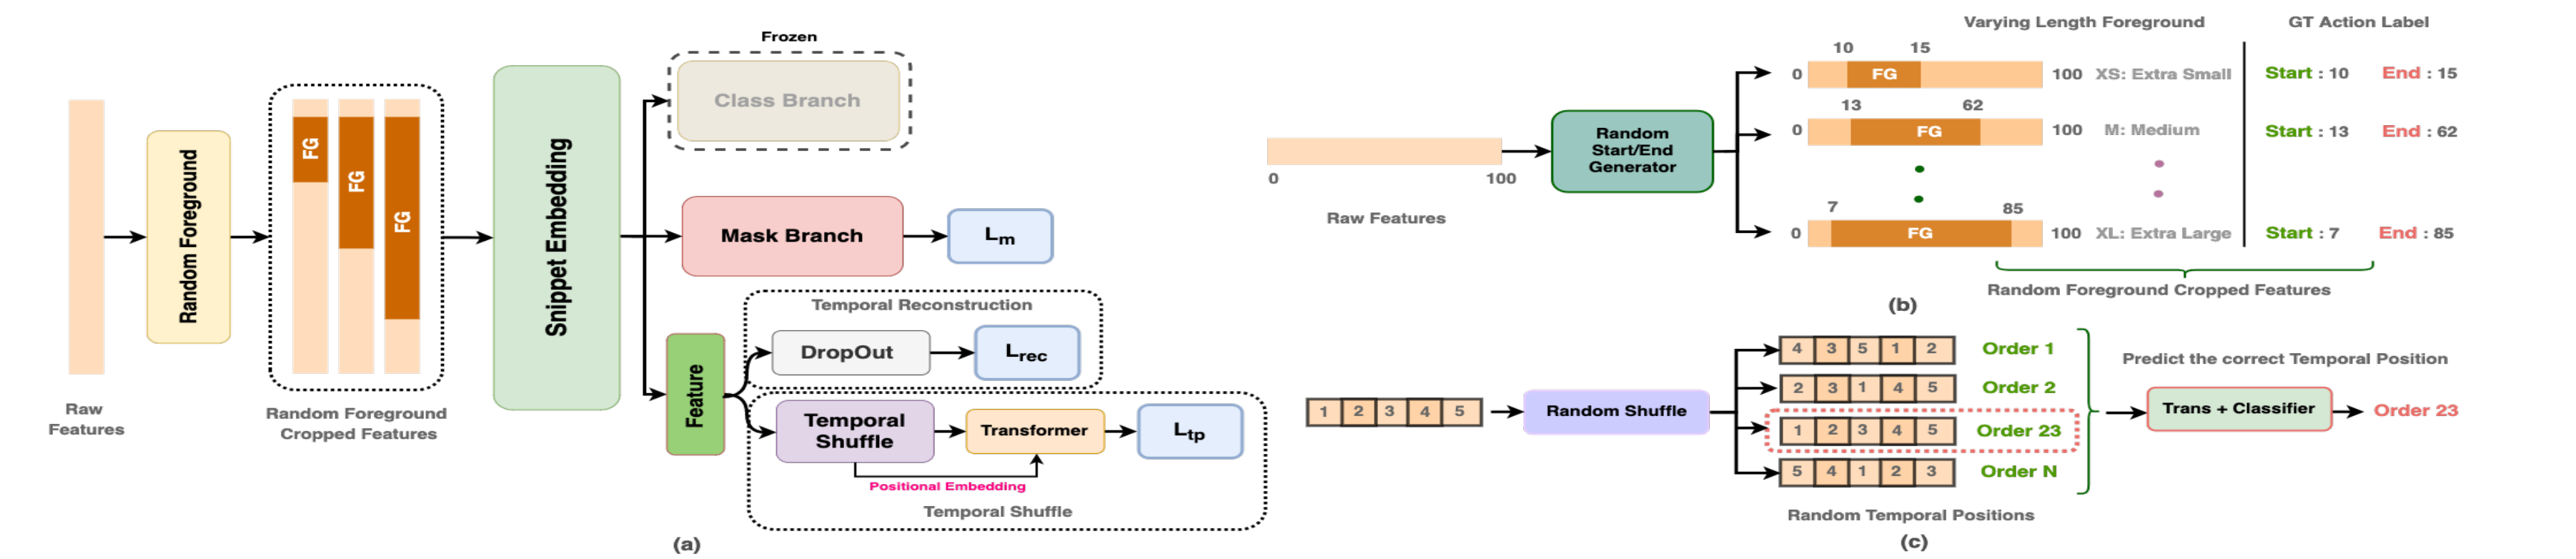 Frozen
Class Branch
Random Foreground
FG
FG
FG
Snippet Embedding
Mask Branch
Lm
Temporal Reconstruction
DropOut
Lrec
Feature
Temporal
Shuffle
Transformer
Ltp
Positional Embedding
Temporal Shuffle
Raw
Features
Random Foreground
Cropped Features
(a)
Varying Length Foreground
GT Action Label
10
15
0
FG
100
XS: Extra Small
Start : 10
End : 15
13
62
0
FG
100
M: Medium
Start : 13
End : 62
Random
Start/End
Generator
0
100
Raw Features
7
85
0
FG
100
XL: Extra Large
Start : 7
End : 85
Random Foreground Cropped Features
(b)
1 2 3 4 5
Random Shuffle
4 3 5 1 2
Order 1
2 3 1 4 5
Order 2
1 2 3 4 5
Order 23
5 4 1 2 3
Order N
Predict the correct Temporal Position
Trans + Classifier
Order 23
Random Temporal Positions
(c)